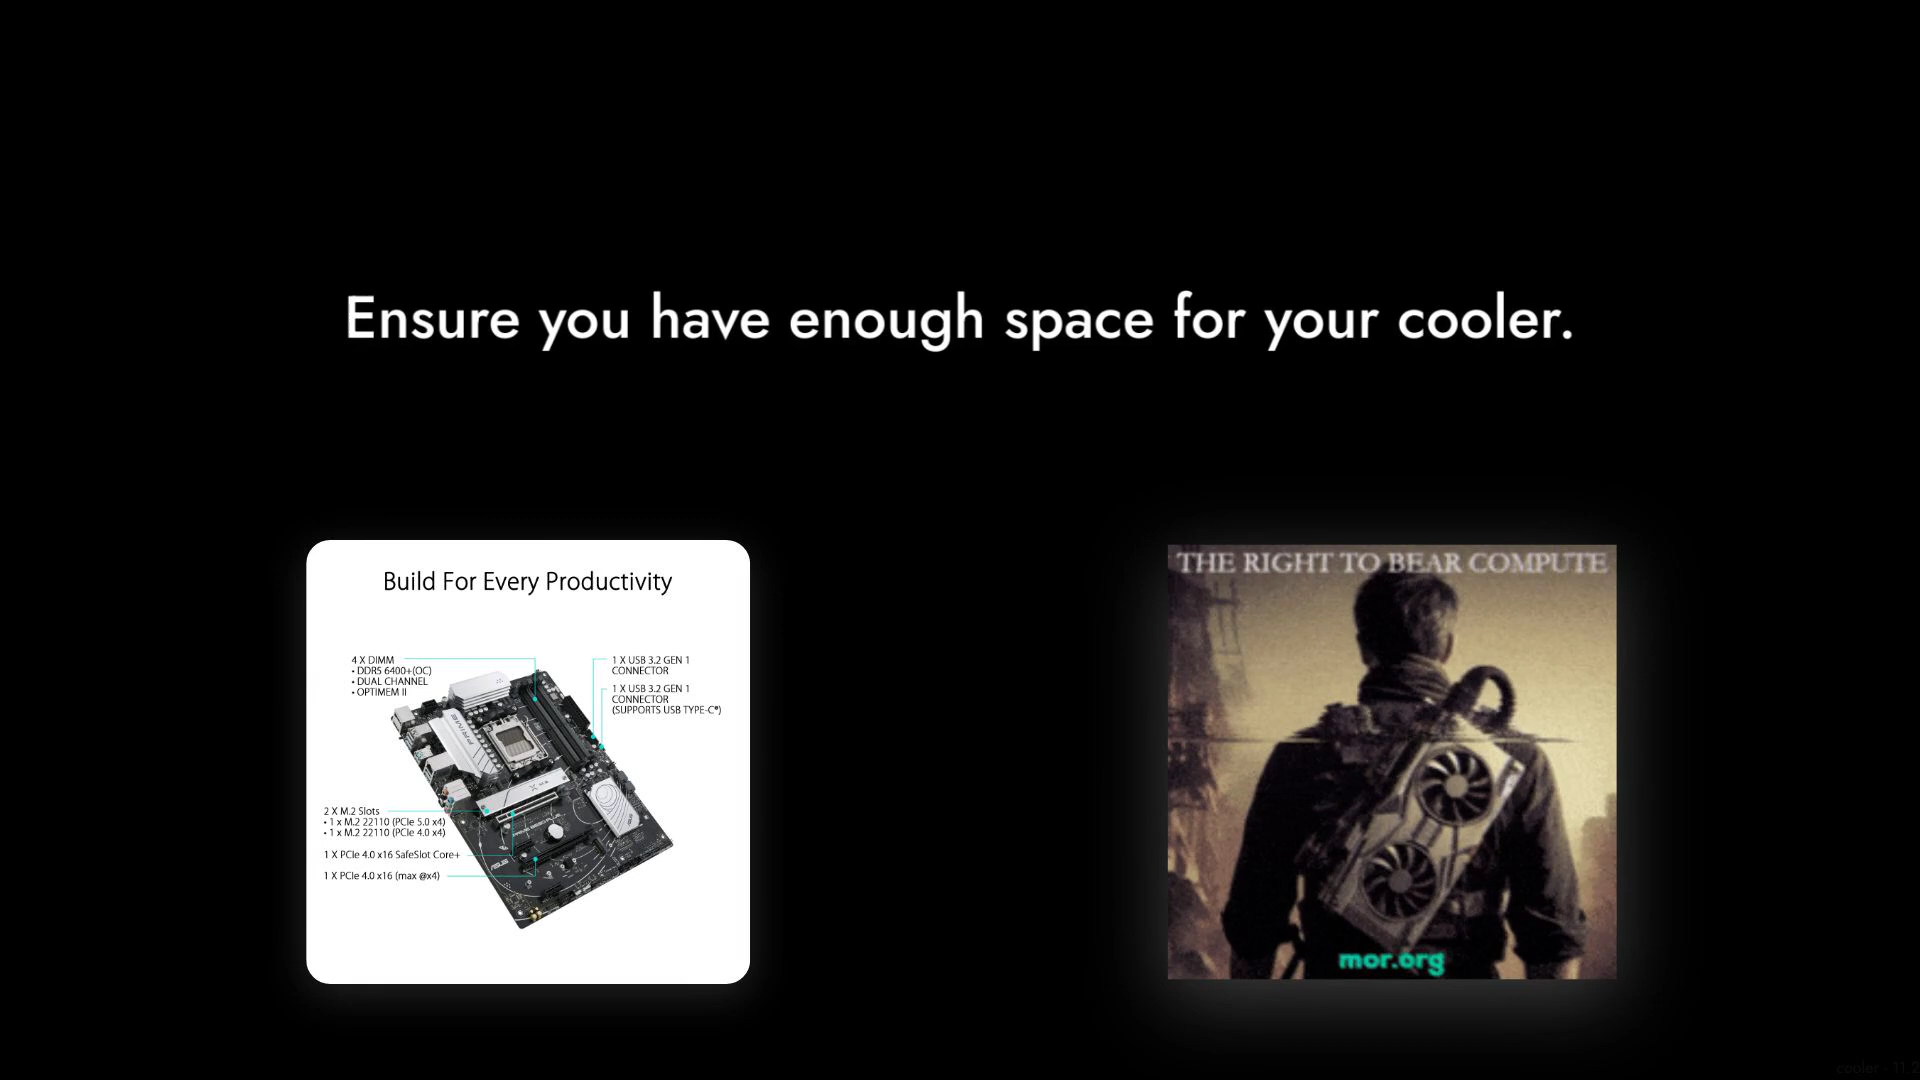 Ensure you have enough space for your cooler.
Build For Every Productivity
4 X DIMM
• DDR5 6400+(OC)
• DUAL CHANNEL
• OPTIMEM II
1 X USB 3.2 GEN 1
CONNECTOR
1 X USB 3.2 GEN 1
CONNECTOR
(SUPPORTS USB TYPE-C®)
2 X M.2 Slots
• 1 x M.2 22110 (PCIe 5.0 x4)
• 1 x M.2 22110 (PCIe 4.0 x4)
1 X PCIe 4.0 x16 SafeSlot Core+
1 X PCIe 4.0 x16 (max @x4)
THE RIGHT TO BEAR COMPUTE
mor.org
cooler - 11.2